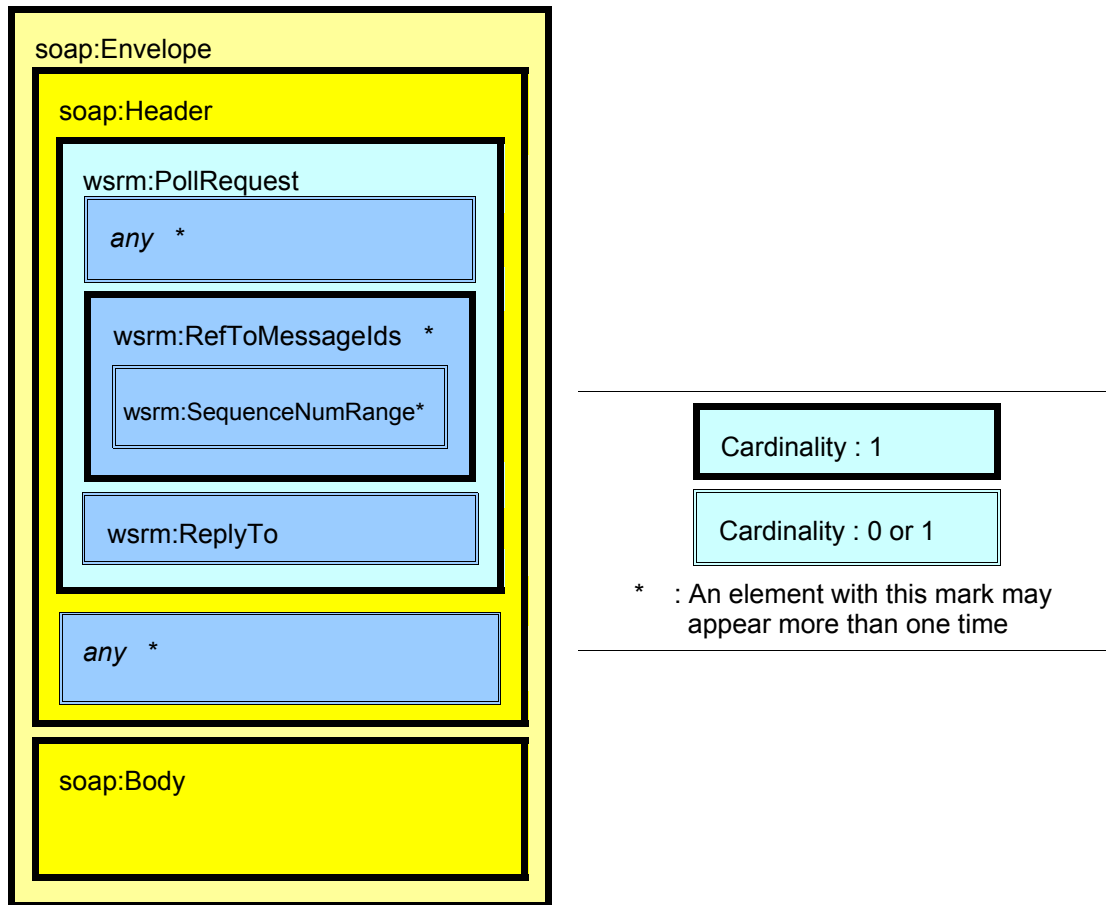 soap:Envelope
soap:Header
wsrm:PollRequest
any *
wsrm:RefToMessageIds *
wsrm:SequenceNumRange*
wsrm:ReplyTo
any *
soap:Body
Cardinality : 1
Cardinality : 0 or 1
* : An element with this mark may
appear more than one time